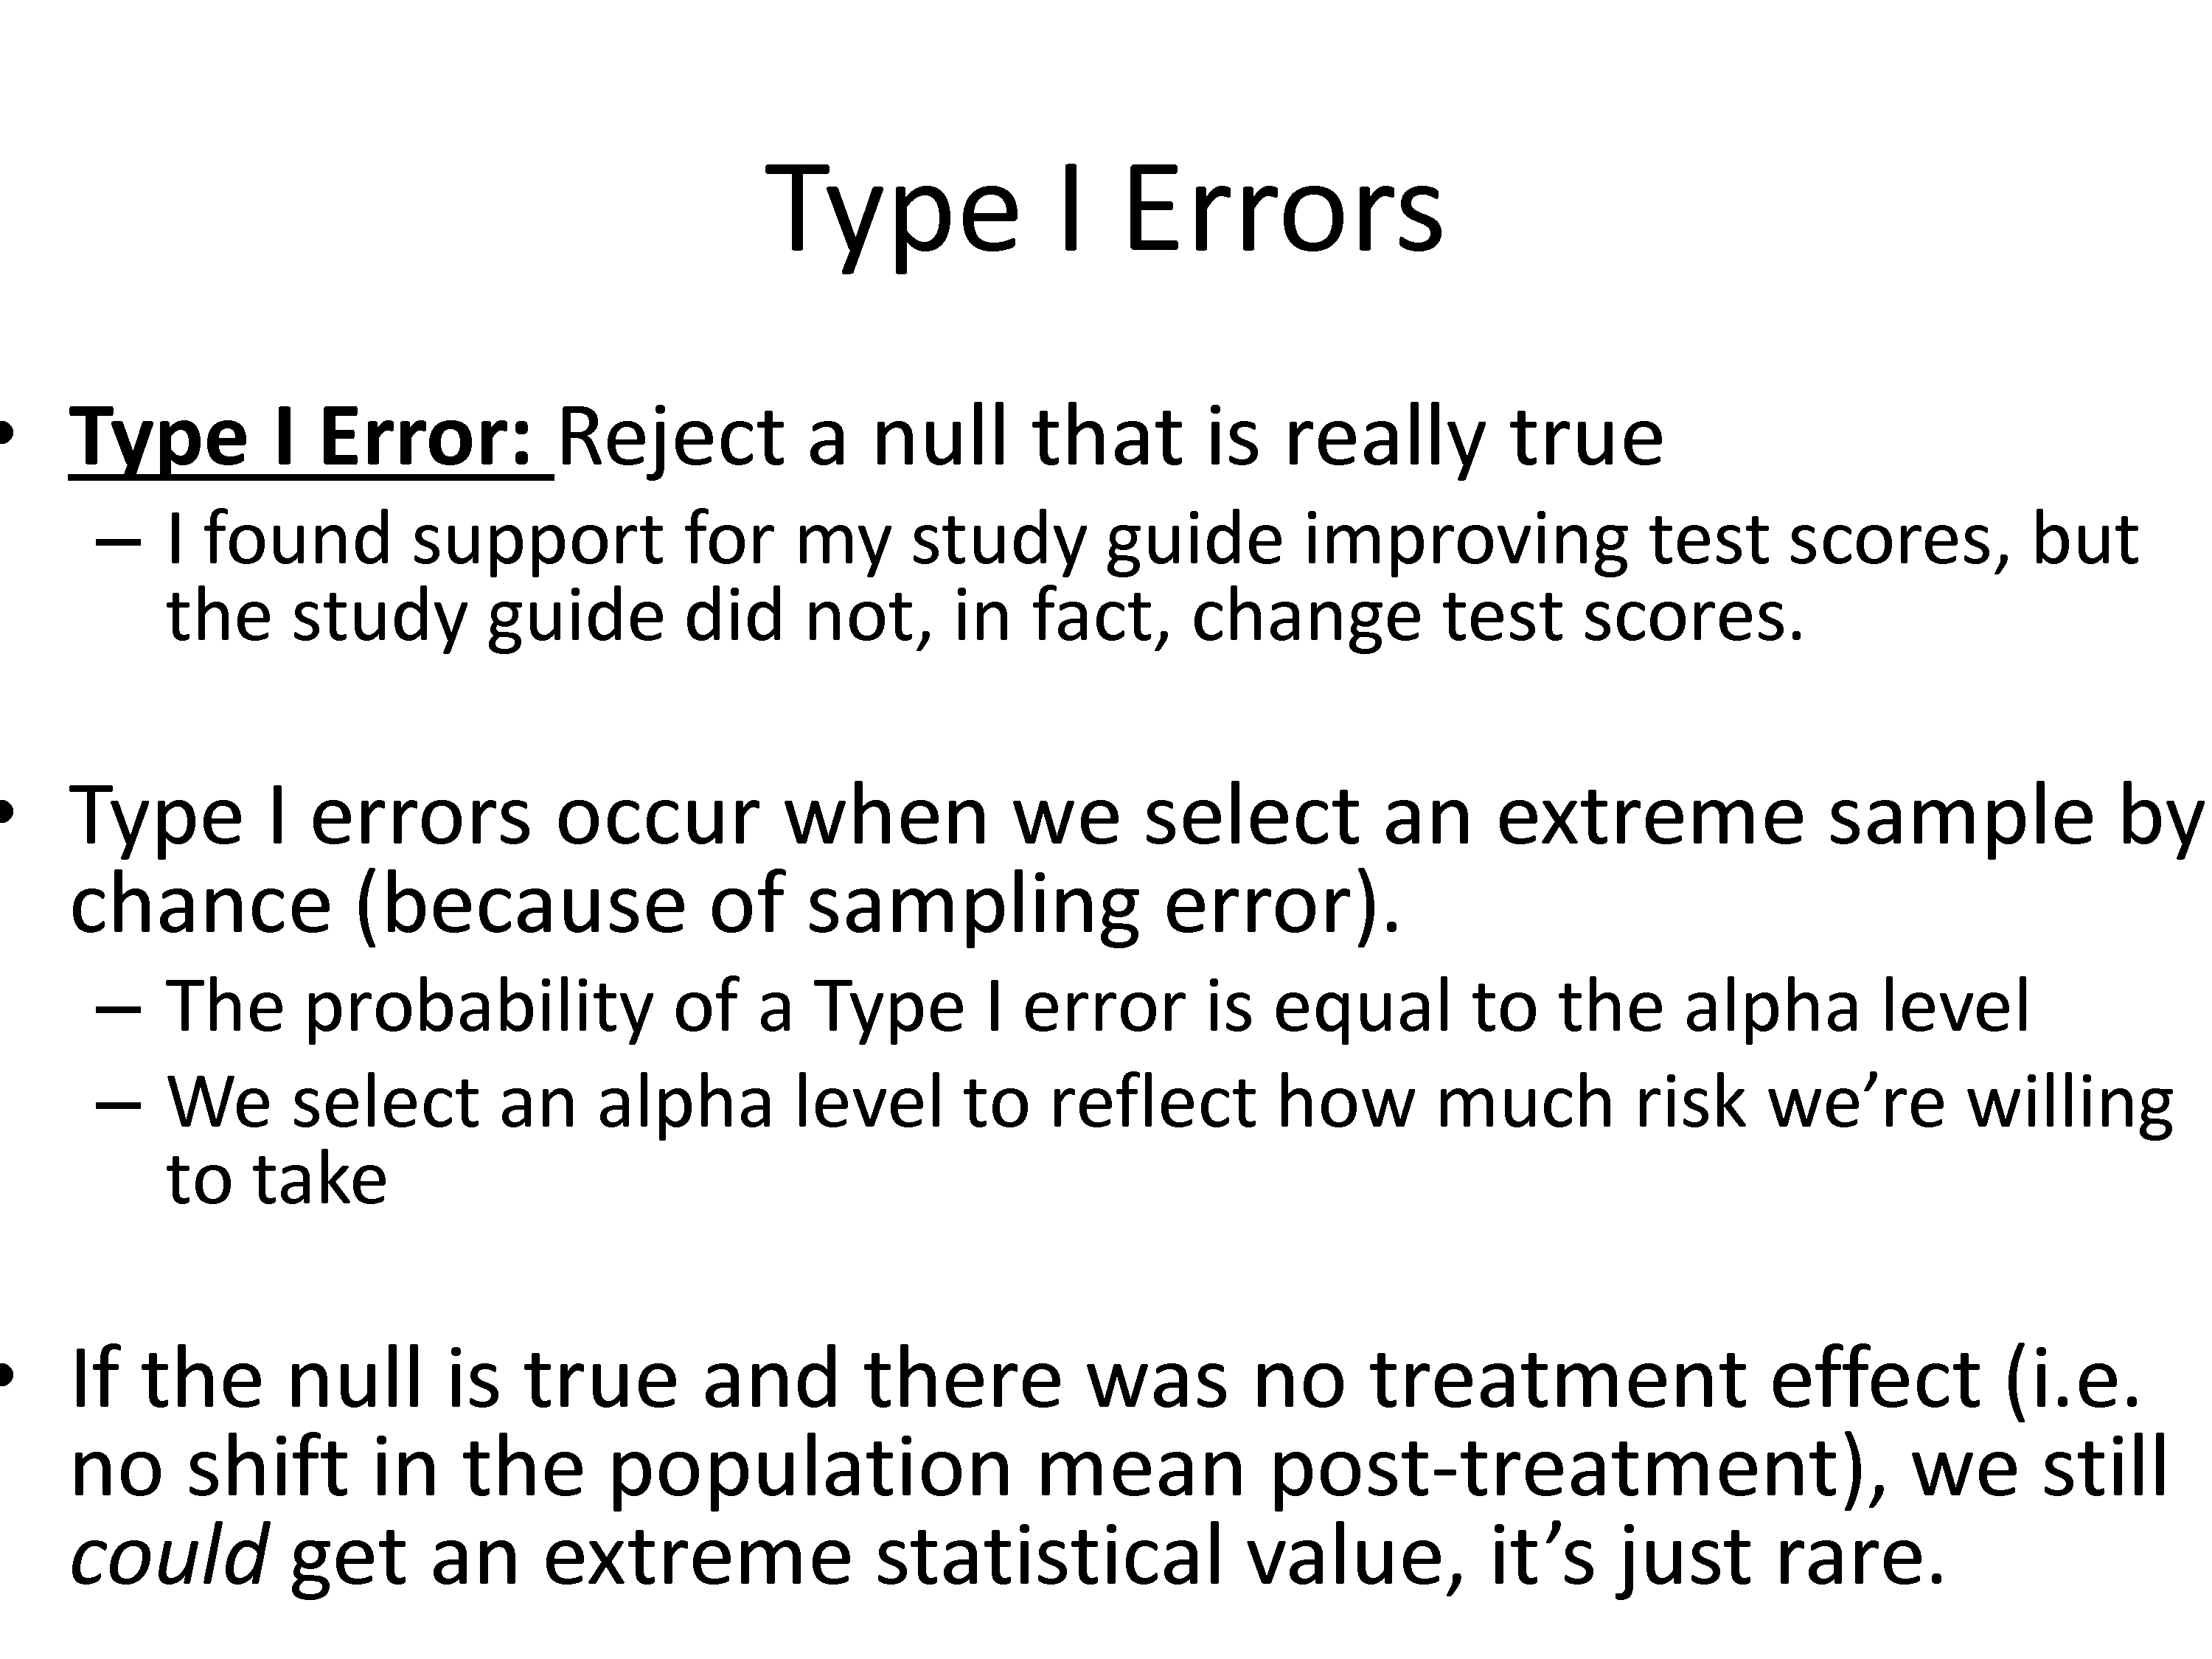 Type I Errors
• Type I Error: Reject a null that is really true
– I found support for my study guide improving test scores, but
the study guide did not, in fact, change test scores.
• Type I errors occur when we select an extreme sample by
chance (because of sampling error).
– The probability of a Type I error is equal to the alpha level
– We select an alpha level to reflect how much risk we’re willing
to take
• If the null is true and there was no treatment effect (i.e.
no shift in the population mean post-treatment), we still
could get an extreme statistical value, it’s just rare.